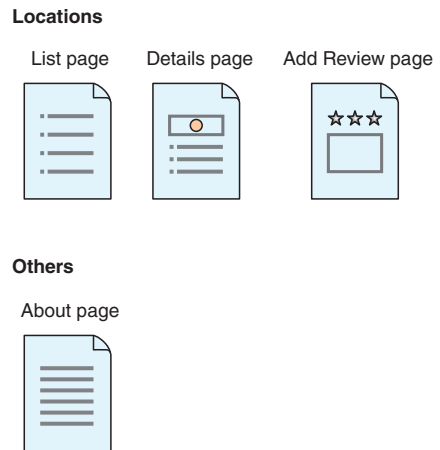 Locations
List page
Details page
Add Review page
Others
About page